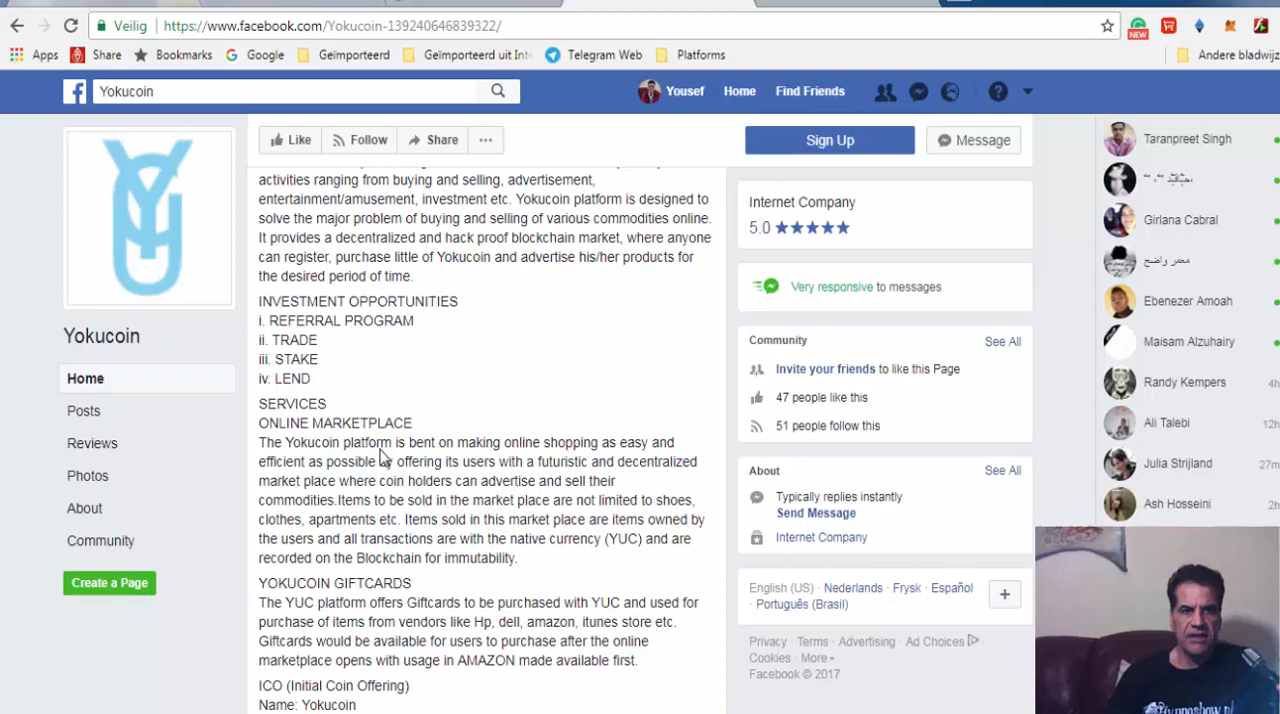 Veilig
https://www.facebook.com/Yokucoin-139240646839322/
NEW
Apps
Share
Bookmarks
Google
Geïmporteerd
Geïmporteerd uit Inte
Telegram Web
Platforms
Andere bladwijz
Yokucoin
Yousef
Home
Find Friends
Like
Follow
Share
Sign Up
Message
Yokucoin
Home
Posts
Reviews
Photos
About
Community
Create a Page
activities ranging from buying and selling, advertisement,
entertainment/amusement, investment etc. Yokucoin platform is designed to
solve the major problem of buying and selling of various commodities online.
It provides a decentralized and hack proof blockchain market, where anyone
can register, purchase little of Yokucoin and advertise his/her products for
the desired period of time.
INVESTMENT OPPORTUNITIES
i. REFERRAL PROGRAM
ii. TRADE
iii. STAKE
iv. LEND
SERVICES
ONLINE MARKETPLACE
The Yokucoin platform is bent on making online shopping as easy and
efficient as possible by offering its users with a futuristic and decentralized
market place where coin holders can advertise and sell their
commodities.Items to be sold in the market place are not limited to shoes,
clothes, apartments etc. Items sold in this market place are items owned by
the users and all transactions are with the native currency (YUC) and are
recorded on the Blockchain for immutability.
YOKUCOIN GIFTCARDS
The YUC platform offers Giftcards to be purchased with YUC and used for
purchase of items from vendors like Hp, dell, amazon, itunes store etc.
Giftcards would be available for users to purchase after the online
marketplace opens with usage in AMAZON made available first.
ICO (Initial Coin Offering)
Name: Yokucoin
Internet Company
5.0
Very responsive to messages
Community
See All
Invite your friends to like this Page
47 people like this
51 people follow this
About
See All
Typically replies instantly
Send Message
Internet Company
English (US) · Nederlands · Frysk · Español
· Português (Brasil)
Privacy · Terms · Advertising · Ad Choices ·
Cookies · More
Facebook © 2017
Taranpreet Singh
Girlana Cabral
معمر واضح
Ebenezer Amoah
Maisam Alzuhairy
Randy Kempers
4h
Ali Talebi
12h
Julia Strijland
27m
Ash Hosseini
2h